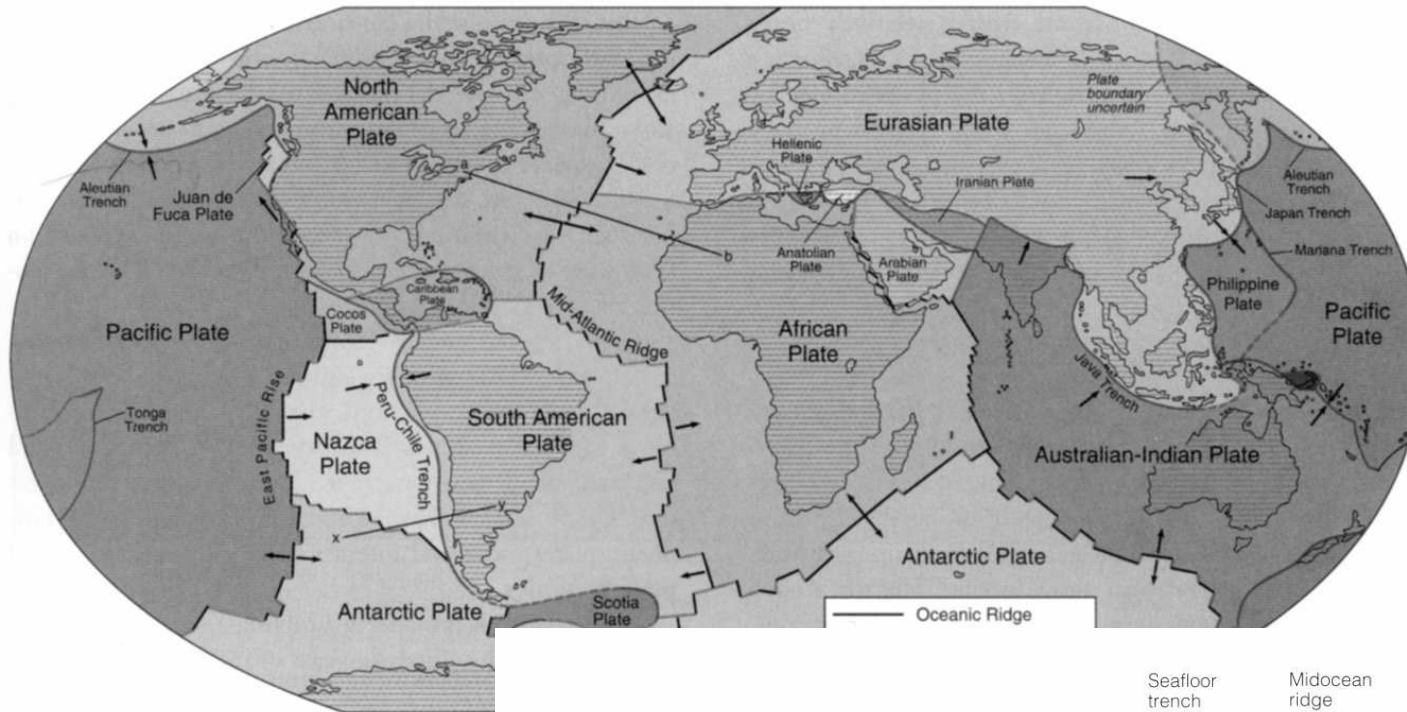 North
American
Plate
Aleutian
Trench
Juan de
Fuca Plate
a
b
Eurasian Plate
Plate
boundary
uncertain
Hellenic
Plate
Iranian Plate
Anatolian
Plate
Arabian
Plate
Aleutian
Trench
Japan Trench
Mariana Trench
Philippine
Plate
Pacific
Plate
Caribbean
Plate
Cocos
Plate
Pacific Plate
Mid-Atlantic Ridge
African
Plate
Java Trench
Tonga
Trench
East Pacific Rise
Nazca
Plate
Peru-Chile Trench
South American
Plate
Australian-Indian Plate
x
y
Antarctic Plate
Scotia
Plate
Antarctic Plate
Oceanic Ridge
Seafloor
trench
Midocean
ridge